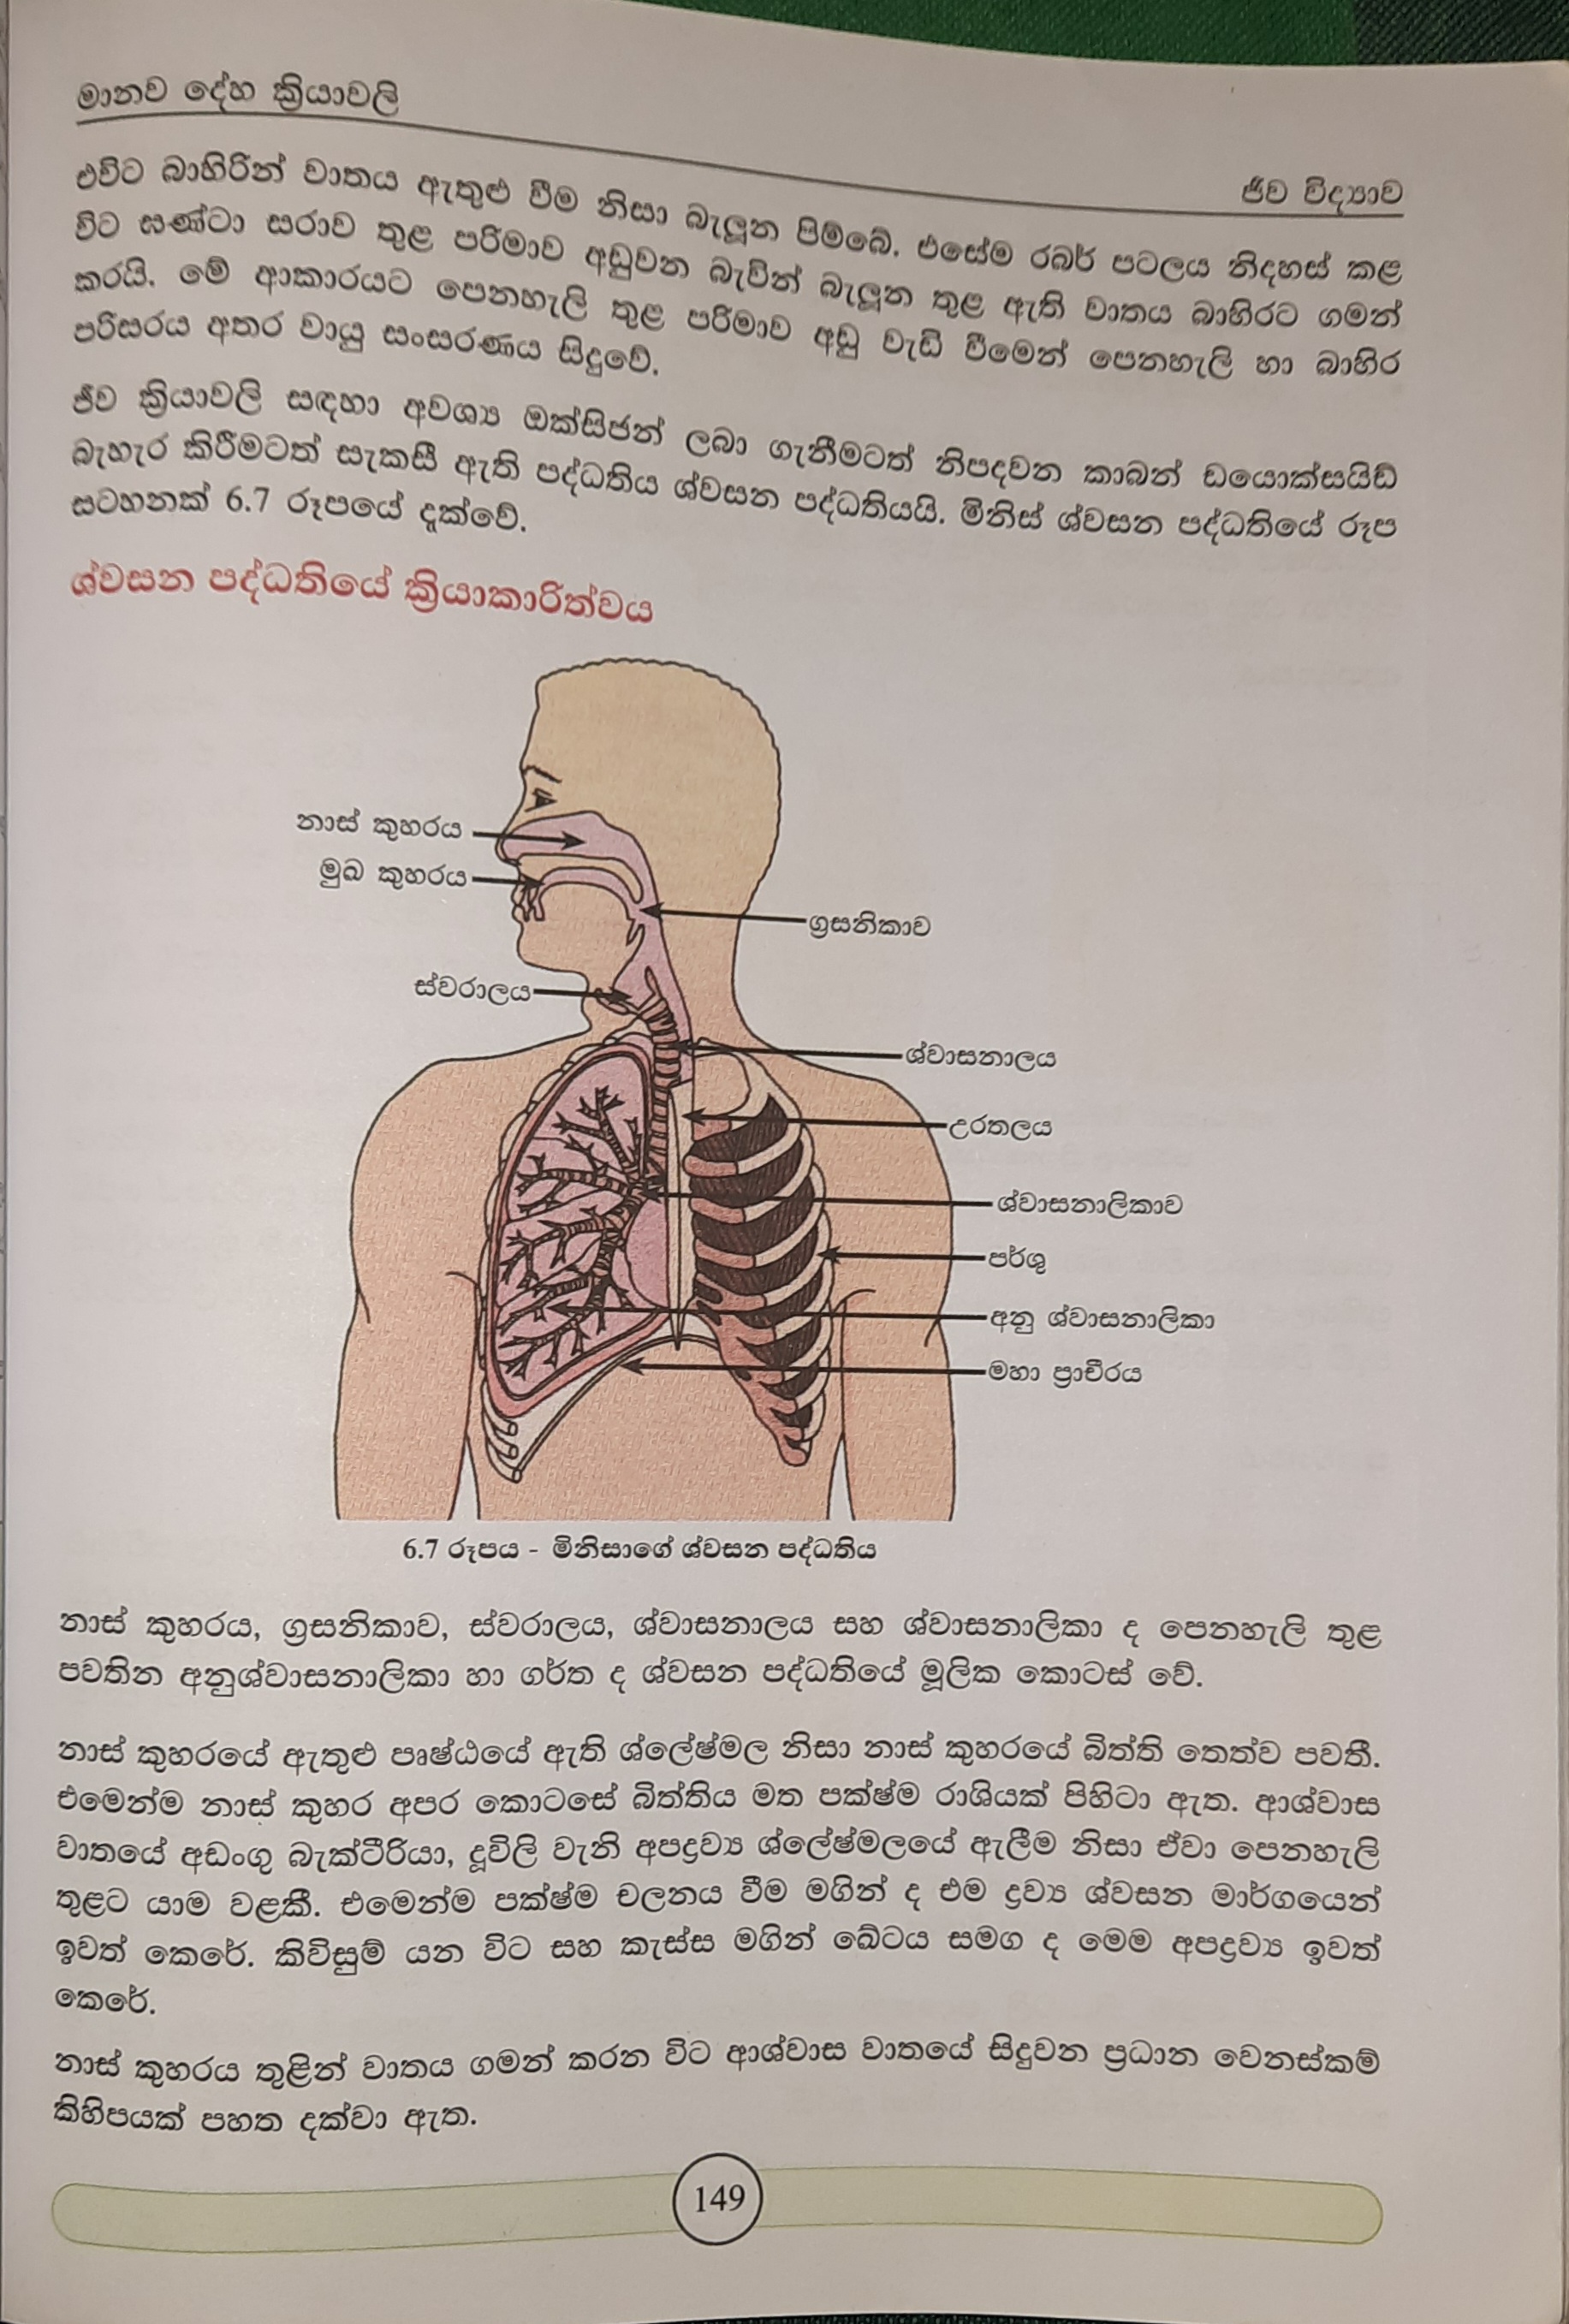 මානව දේහ ක්‍රියාවලි
ජීව විද්‍යාව
එවිට බාහිරින් වාතය ඇතුළු වීම නිසා බැලූන පිම්බේ. එසේම රබර් පටලය නිදහස් කළ
විට ඝණ්ටා සරාව තුළ පරිමාව අඩුවන බැවින් බැලූන තුළ ඇති වාතය බාහිරට ගමන්
කරයි. මේ ආකාරයට පෙනහැලි තුළ පරිමාව අඩු වැඩි වීමෙන් පෙනහැලි හා බාහිර
පරිසරය අතර වායු සංසරණය සිදුවේ.
ජීව ක්‍රියාවලි සඳහා අවශ්‍ය ඔක්සිජන් ලබා ගැනීමටත් නිපදවන කාබන් ඩයොක්සයිඩ්
බැහැර කිරීමටත් සැකසී ඇති පද්ධතිය ශ්වසන පද්ධතියයි. මිනිස් ශ්වසන පද්ධතියේ රූප
සටහනක් 6.7 රූපයේ දැක්වේ.
ශ්වසන පද්ධතියේ ක්‍රියාකාරිත්වය
නාස් කුහරය
මුඛ කුහරය
ග්‍රසනිකාව
ස්වරාලය
ශ්වාසනාලය
උරතලය
ශ්වාසනාලිකාව
පර්ශු
අනු ශ්වාසනාලිකා
මහා ප්‍රාචීරය
6.7 රූපය - මිනිසාගේ ශ්වසන පද්ධතිය
නාස් කුහරය, ග්‍රසනිකාව, ස්වරාලය, ශ්වාසනාලය සහ ශ්වාසනාලිකා ද පෙනහැලි තුළ
පවතින අනුශ්වාසනාලිකා හා ගර්ත ද ශ්වසන පද්ධතියේ මූලික කොටස් වේ.
නාස් කුහරයේ ඇතුළු පෘෂ්ඨයේ ඇති ශ්ලේෂ්මල නිසා නාස් කුහරයේ බිත්ති තෙත්ව පවතී.
එමෙන්ම නාස් කුහර අපර කොටසේ බිත්තිය මත පක්ෂ්ම රාශියක් පිහිටා ඇත. ආශ්වාස
වාතයේ අඩංගු බැක්ටීරියා, දූවිලි වැනි අපද්‍රව්‍ය ශ්ලේෂ්මලයේ ඇලීම නිසා ඒවා පෙනහැලි
තුළට යාම වළකී. එමෙන්ම පක්ෂ්ම චලනය වීම මගින් ද එම ද්‍රව්‍ය ශ්වසන මාර්ගයෙන්
ඉවත් කෙරේ. කිවිසුම් යන විට සහ කැස්ස මගින් ඛේටය සමග ද මෙම අපද්‍රව්‍ය ඉවත්
කෙරේ.
නාස් කුහරය තුළින් වාතය ගමන් කරන විට ආශ්වාස වාතයේ සිදුවන ප්‍රධාන වෙනස්කම්
කිහිපයක් පහත දක්වා ඇත.
149